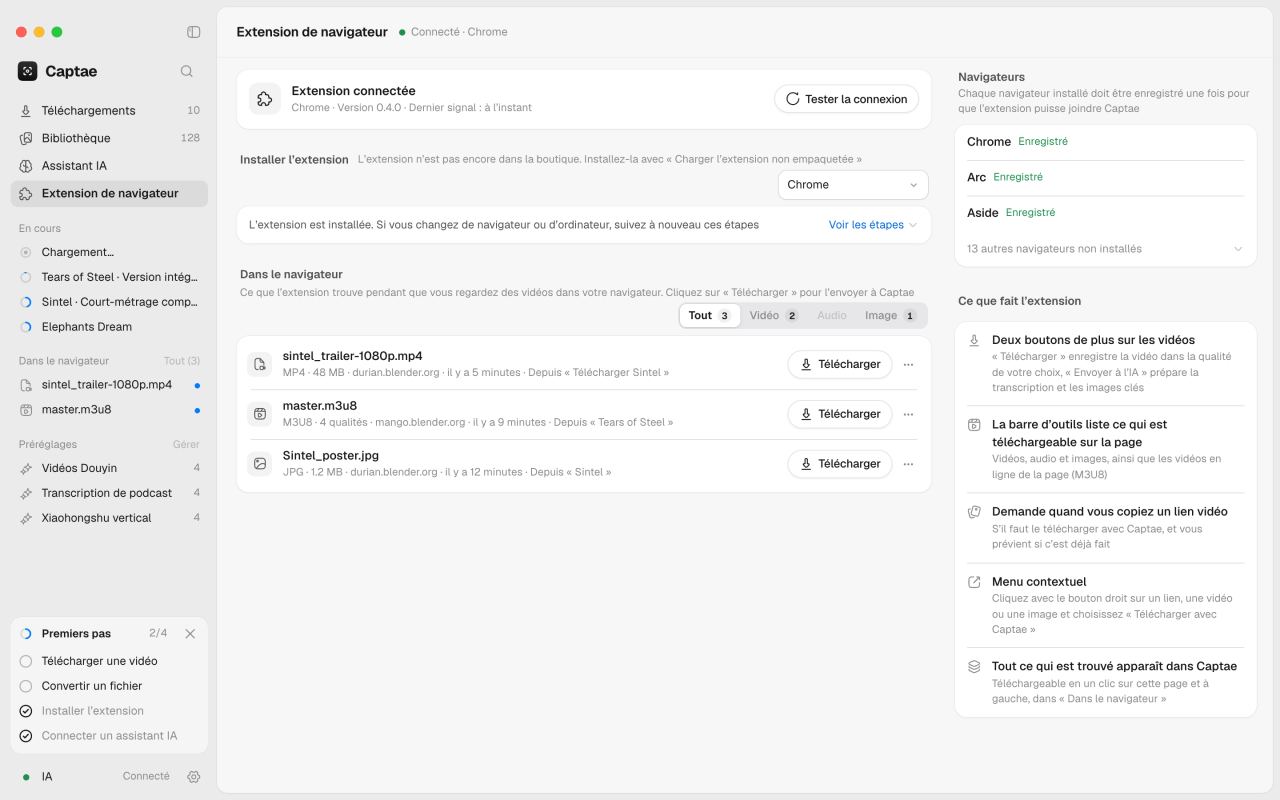 Captae
Téléchargements 10
Bibliothèque 128
Assistant IA
Extension de navigateur
En cours
Chargement…
Tears of Steel · Version intég…
Sintel · Court-métrage comp…
Elephants Dream
Dans le navigateur Tout (3)
sintel_trailer-1080p.mp4
master.m3u8
Préréglages Gérer
Vidéos Douyin 4
Transcription de podcast 4
Xiaohongshu vertical 4
Premiers pas 2/4
Télécharger une vidéo
Convertir un fichier
Installer l’extension
Connecter un assistant IA
IA Connecté
Extension de navigateur Connecté · Chrome
Extension connectée
Chrome · Version 0.4.0 · Dernier signal : à l’instant
Tester la connexion
Installer l’extension L’extension n’est pas encore dans la boutique. Installez-la avec « Charger l’extension non empaquetée »
Chrome
L’extension est installée. Si vous changez de navigateur ou d’ordinateur, suivez à nouveau ces étapes Voir les étapes
Dans le navigateur
Ce que l’extension trouve pendant que vous regardez des vidéos dans votre navigateur. Cliquez sur « Télécharger » pour l’envoyer à Captae
Tout 3 Vidéo 2 Audio Image 1
sintel_trailer-1080p.mp4
MP4 · 48 MB · durian.blender.org · il y a 5 minutes · Depuis « Télécharger Sintel »
Télécharger
master.m3u8
M3U8 · 4 qualités · mango.blender.org · il y a 9 minutes · Depuis « Tears of Steel »
Télécharger
Sintel_poster.jpg
JPG · 1.2 MB · durian.blender.org · il y a 12 minutes · Depuis « Sintel »
Télécharger
Navigateurs
Chaque navigateur installé doit être enregistré une fois pour
que l’extension puisse joindre Captae
Chrome Enregistré
Arc Enregistré
Aside Enregistré
13 autres navigateurs non installés
Ce que fait l’extension
Deux boutons de plus sur les vidéos
« Télécharger » enregistre la vidéo dans la qualité
de votre choix, « Envoyer à l’IA » prépare la
transcription et les images clés
La barre d’outils liste ce qui est
téléchargeable sur la page
Vidéos, audio et images, ainsi que les vidéos en
ligne de la page (M3U8)
Demande quand vous copiez un lien vidéo
S’il faut le télécharger avec Captae, et vous
prévient si c’est déjà fait
Menu contextuel
Cliquez avec le bouton droit sur un lien, une vidéo
ou une image et choisissez « Télécharger avec
Captae »
Tout ce qui est trouvé apparaît dans Captae
Téléchargeable en un clic sur cette page et à
gauche, dans « Dans le navigateur »